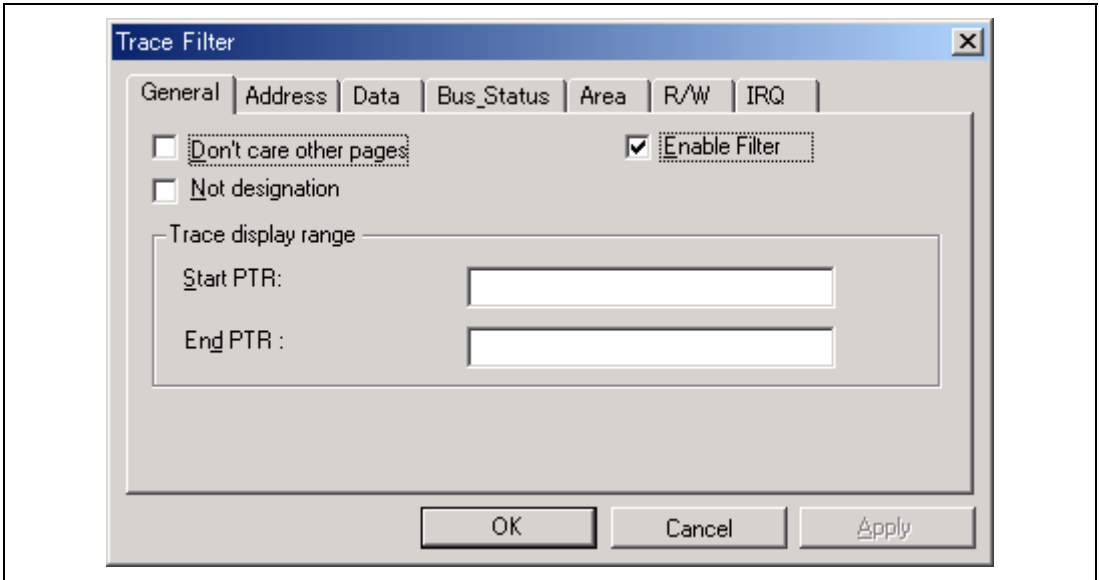 Trace Filter
General Address Data Bus_Status Area R/W IRQ
Don't care other pages Enable Filter
Not designation
Trace display range
Start PTR:
End PTR :
OK Cancel Apply